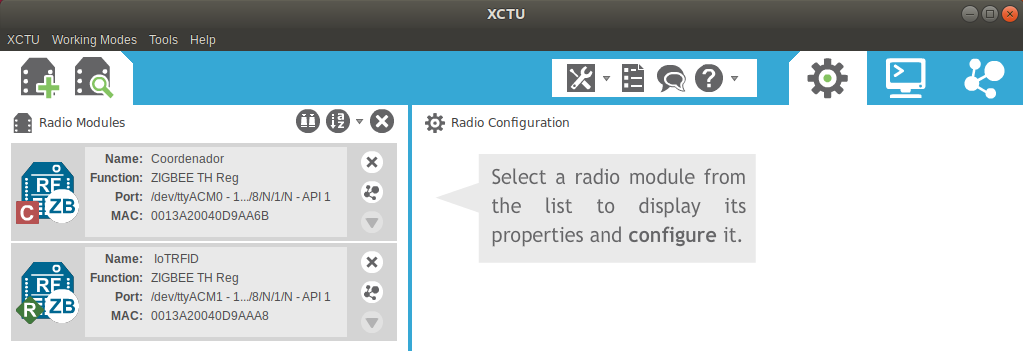 XCTU
XCTU Working Modes Tools Help
Radio Modules
Name: Coordenador
Function: ZIGBEE TH Reg
Port: /dev/ttyACM0 - 1.../8/N/1/N - API 1
MAC: 0013A20040D9AA6B
RF
ZB
C
Name: IoTRFID
Function: ZIGBEE TH Reg
Port: /dev/ttyACM1 - 1.../8/N/1/N - API 1
MAC: 0013A20040D9AAA8
RF
ZB
R
Radio Configuration
Select a radio module from
the list to display its
properties and configure it.